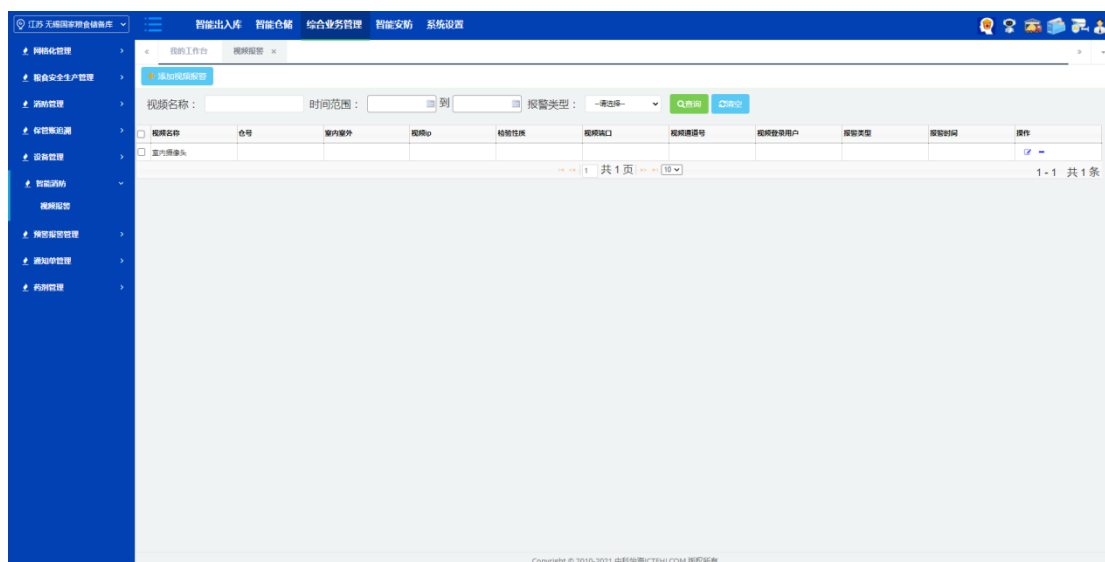 江苏 无锡国家粮食储备库
智能出入库 智能仓储 综合业务管理 智能安防 系统设置
网格化管理
粮食安全生产管理
消防管理
保管账追溯
设备管理
智能消防
视频报警
预警报警管理
通知单管理
药剂管理
« 我的工作台 视频报警 × »
+ 添加视频报警
视频名称： 时间范围： 到 报警类型： --请选择-- 查询 清空
视频名称 仓号 室内室外 视频ip 检验性质 视频端口 视频通道号 视频登录用户 报警类型 报警时间 操作
室内摄像头
1 共 1 页 10
1 - 1 共 1 条
Copyright © 2010-2021